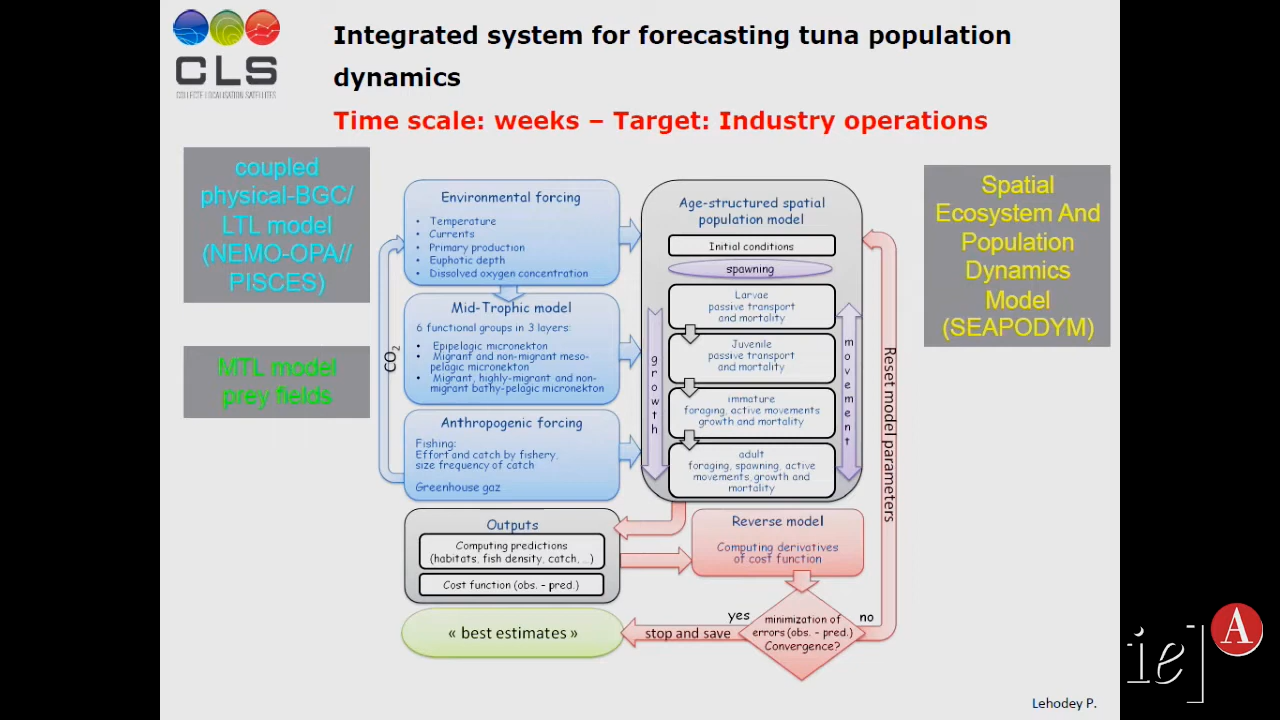 CLS
COLLECTE LOCALISATION SATELLITES
Integrated system for forecasting tuna population
dynamics
Time scale: weeks – Target: Industry operations
coupled
physical-BGC/
LTL model
(NEMO-OPA//
PISCES)
MTL model
prey fields
CO2
Environmental forcing
• Temperature
• Currents
• Primary production
• Euphotic depth
• Dissolved oxygen concentration
Mid-Trophic model
6 functional groups in 3 layers:
• Epipelagic micronekton
• Migrant and non-migrant meso-
pelagic micronekton
• Migrant, highly-migrant and non-
migrant bathy-pelagic micronekton
Anthropogenic forcing
Fishing:
Effort and catch by fishery,
size frequency of catch
Greenhouse gaz
Age-structured spatial
population model
Initial conditions
spawning
Larvae
passive transport
and mortality
Juvenile
passive transport
and mortality
immature
foraging, active movements
growth and mortality
adult
foraging, spawning, active
movements, growth and
mortality
growth
movement
Reset model parameters
Spatial
Ecosystem And
Population
Dynamics
Model
(SEAPODYM)
Outputs
Computing predictions
(habitats, fish density, catch, ...)
Cost function (obs. – pred.)
Reverse model
Computing derivatives
of cost function
« best estimates »
stop and save
yes
minimization of
errors (obs. – pred.)
Convergence?
no
Lehodey P.
ie]
A